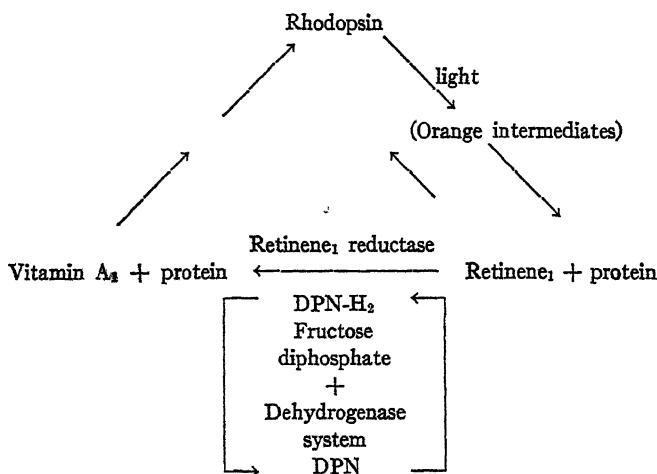 Rhodopsin
light
(Orange intermediates)
Retinene₁ reductase
Vitamin A₁ + protein
Retinene₁ + protein
DPN-H₂
Fructose
diphosphate
+
Dehydrogenase
system
DPN